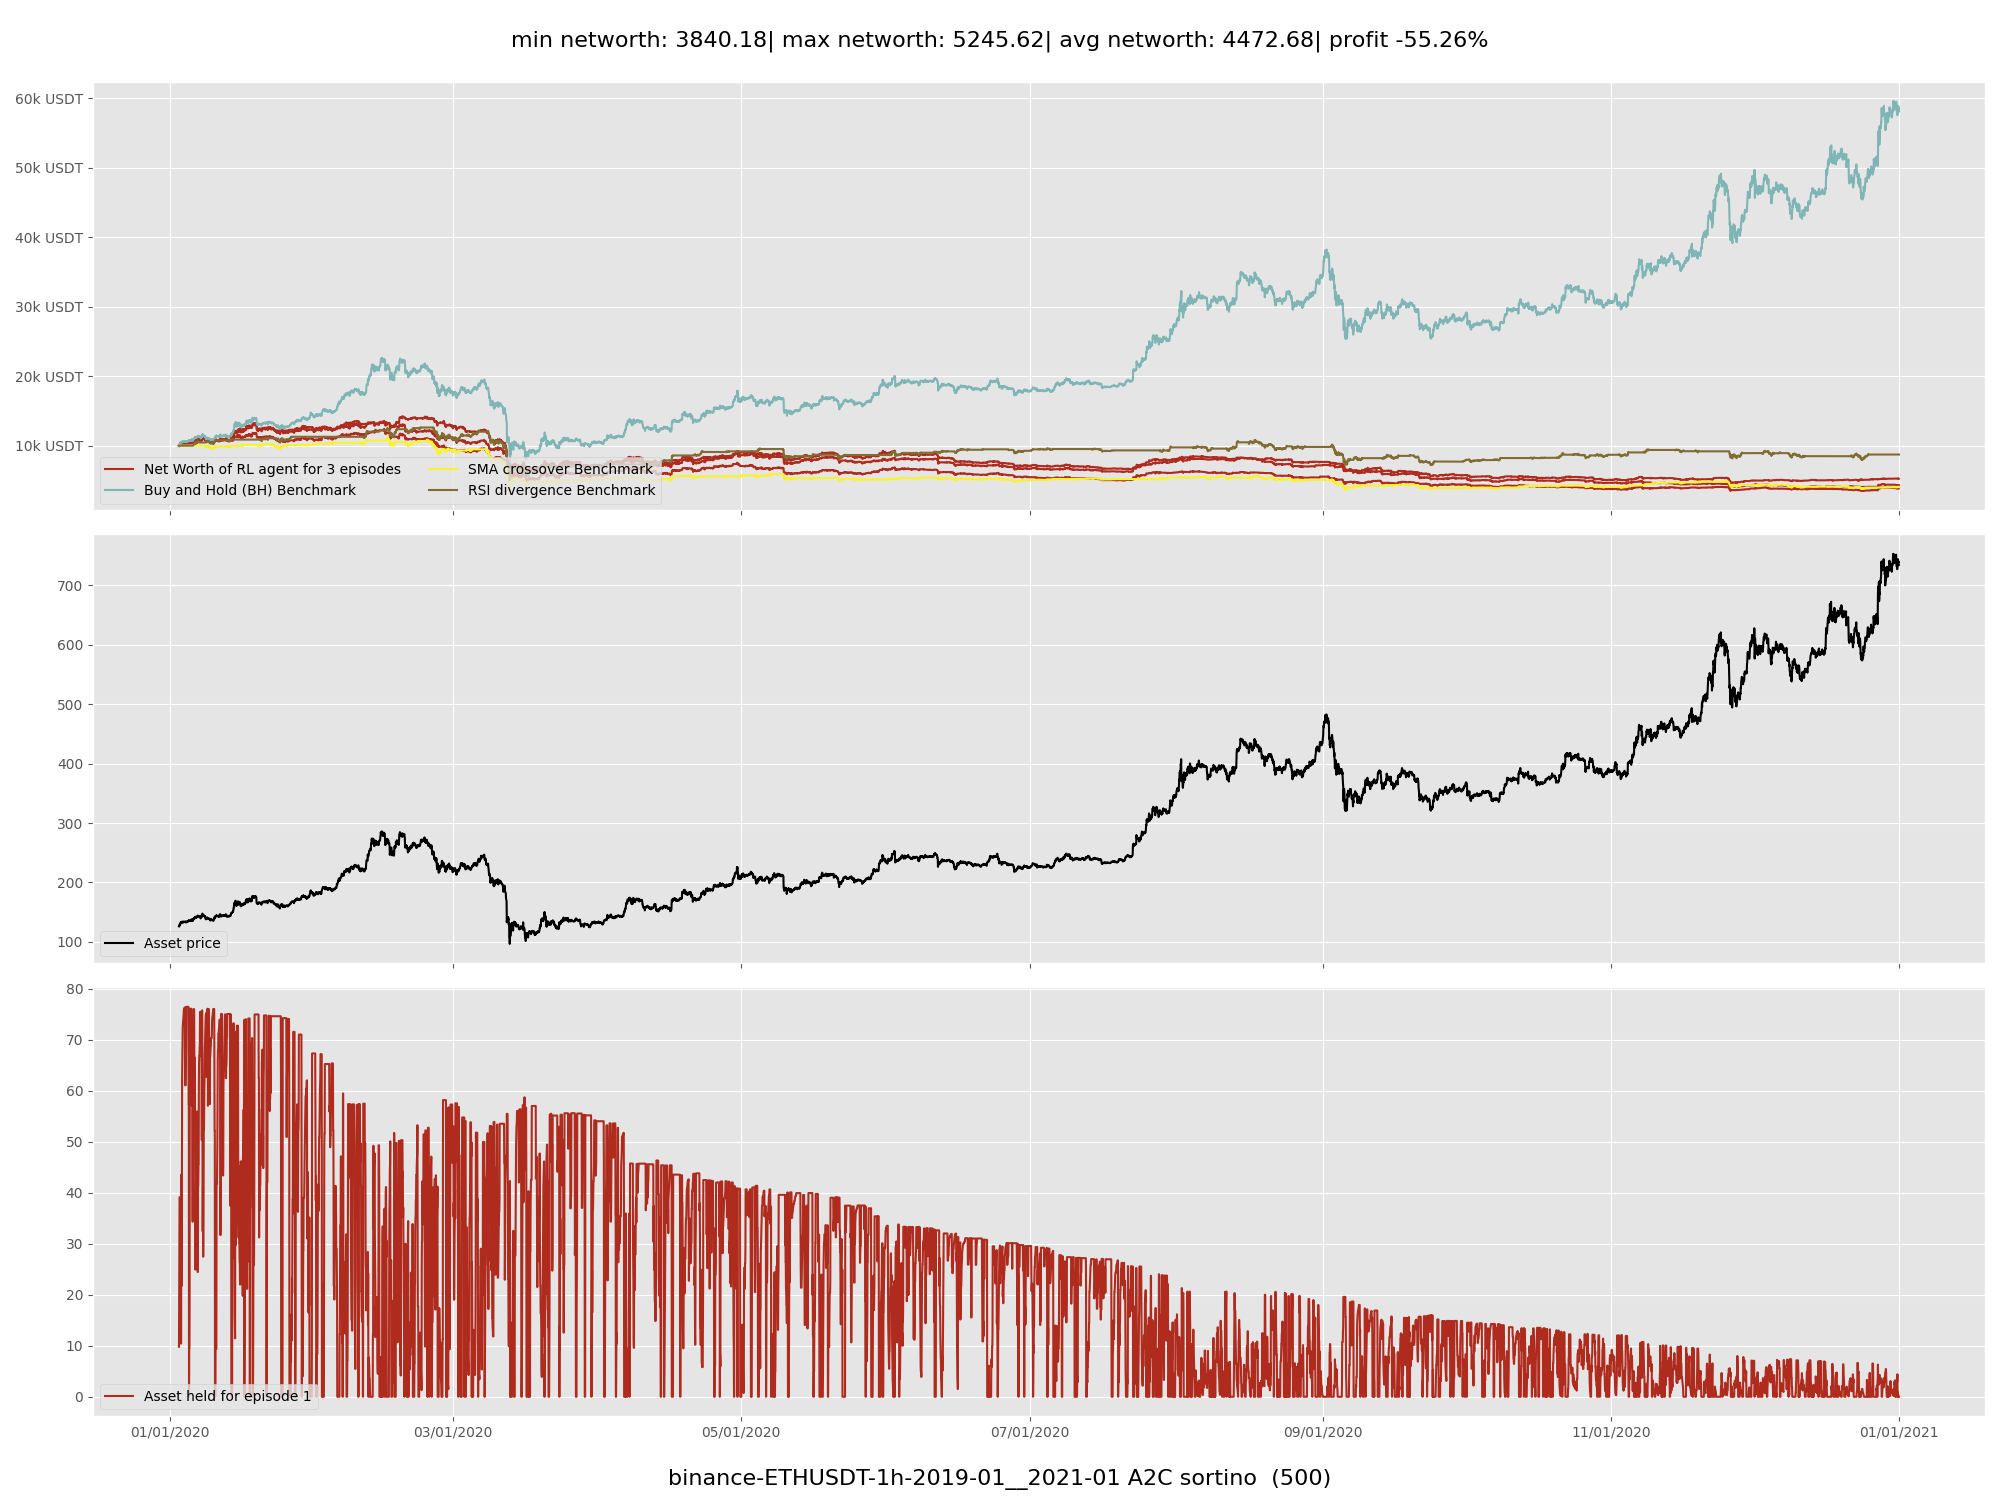 min networth: 3840.18| max networth: 5245.62| avg networth: 4472.68| profit -55.26%
60k USDT
50k USDT
40k USDT
30k USDT
20k USDT
10k USDT
Net Worth of RL agent for 3 episodes
Buy and Hold (BH) Benchmark
SMA crossover Benchmark
RSI divergence Benchmark
700
600
500
400
300
200
100
Asset price
80
70
60
50
40
30
20
10
0
Asset held for episode 1
01/01/2020 03/01/2020 05/01/2020 07/01/2020 09/01/2020 11/01/2020 01/01/2021
binance-ETHUSDT-1h-2019-01__2021-01 A2C sortino (500)